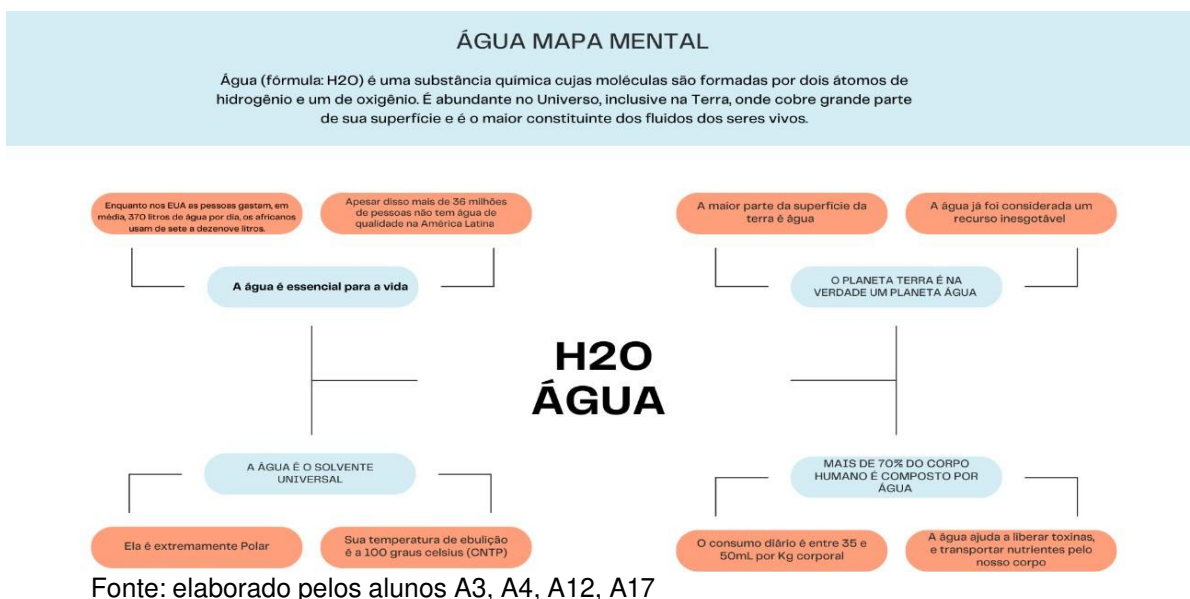 ÁGUA MAPA MENTAL
Água (fórmula: H2O) é uma substância química cujas moléculas são formadas por dois átomos de
hidrogênio e um de oxigênio. É abundante no Universo, inclusive na Terra, onde cobre grande parte
de sua superfície e é o maior constituinte dos fluidos dos seres vivos.
Enquanto nos EUA as pessoas gastam, em
média, 370 litros de água por dia, os africanos
usam de sete a dezenove litros.
Apesar disso mais de 36 milhões
de pessoas não tem água de
qualidade na América Latina
A água é essencial para a vida
A maior parte da superfície da
terra é água
A água já foi considerada um
recurso inesgotável
O PLANETA TERRA É NA
VERDADE UM PLANETA ÁGUA
H2O
ÁGUA
A ÁGUA É O SOLVENTE
UNIVERSAL
Ela é extremamente Polar
Sua temperatura de ebulição
é a 100 graus celsius (CNTP)
MAIS DE 70% DO CORPO
HUMANO É COMPOSTO POR
ÁGUA
O consumo diário é entre 35 e
50mL por Kg corporal
A água ajuda a liberar toxinas,
e transportar nutrientes pelo
nosso corpo
Fonte: elaborado pelos alunos A3, A4, A12, A17